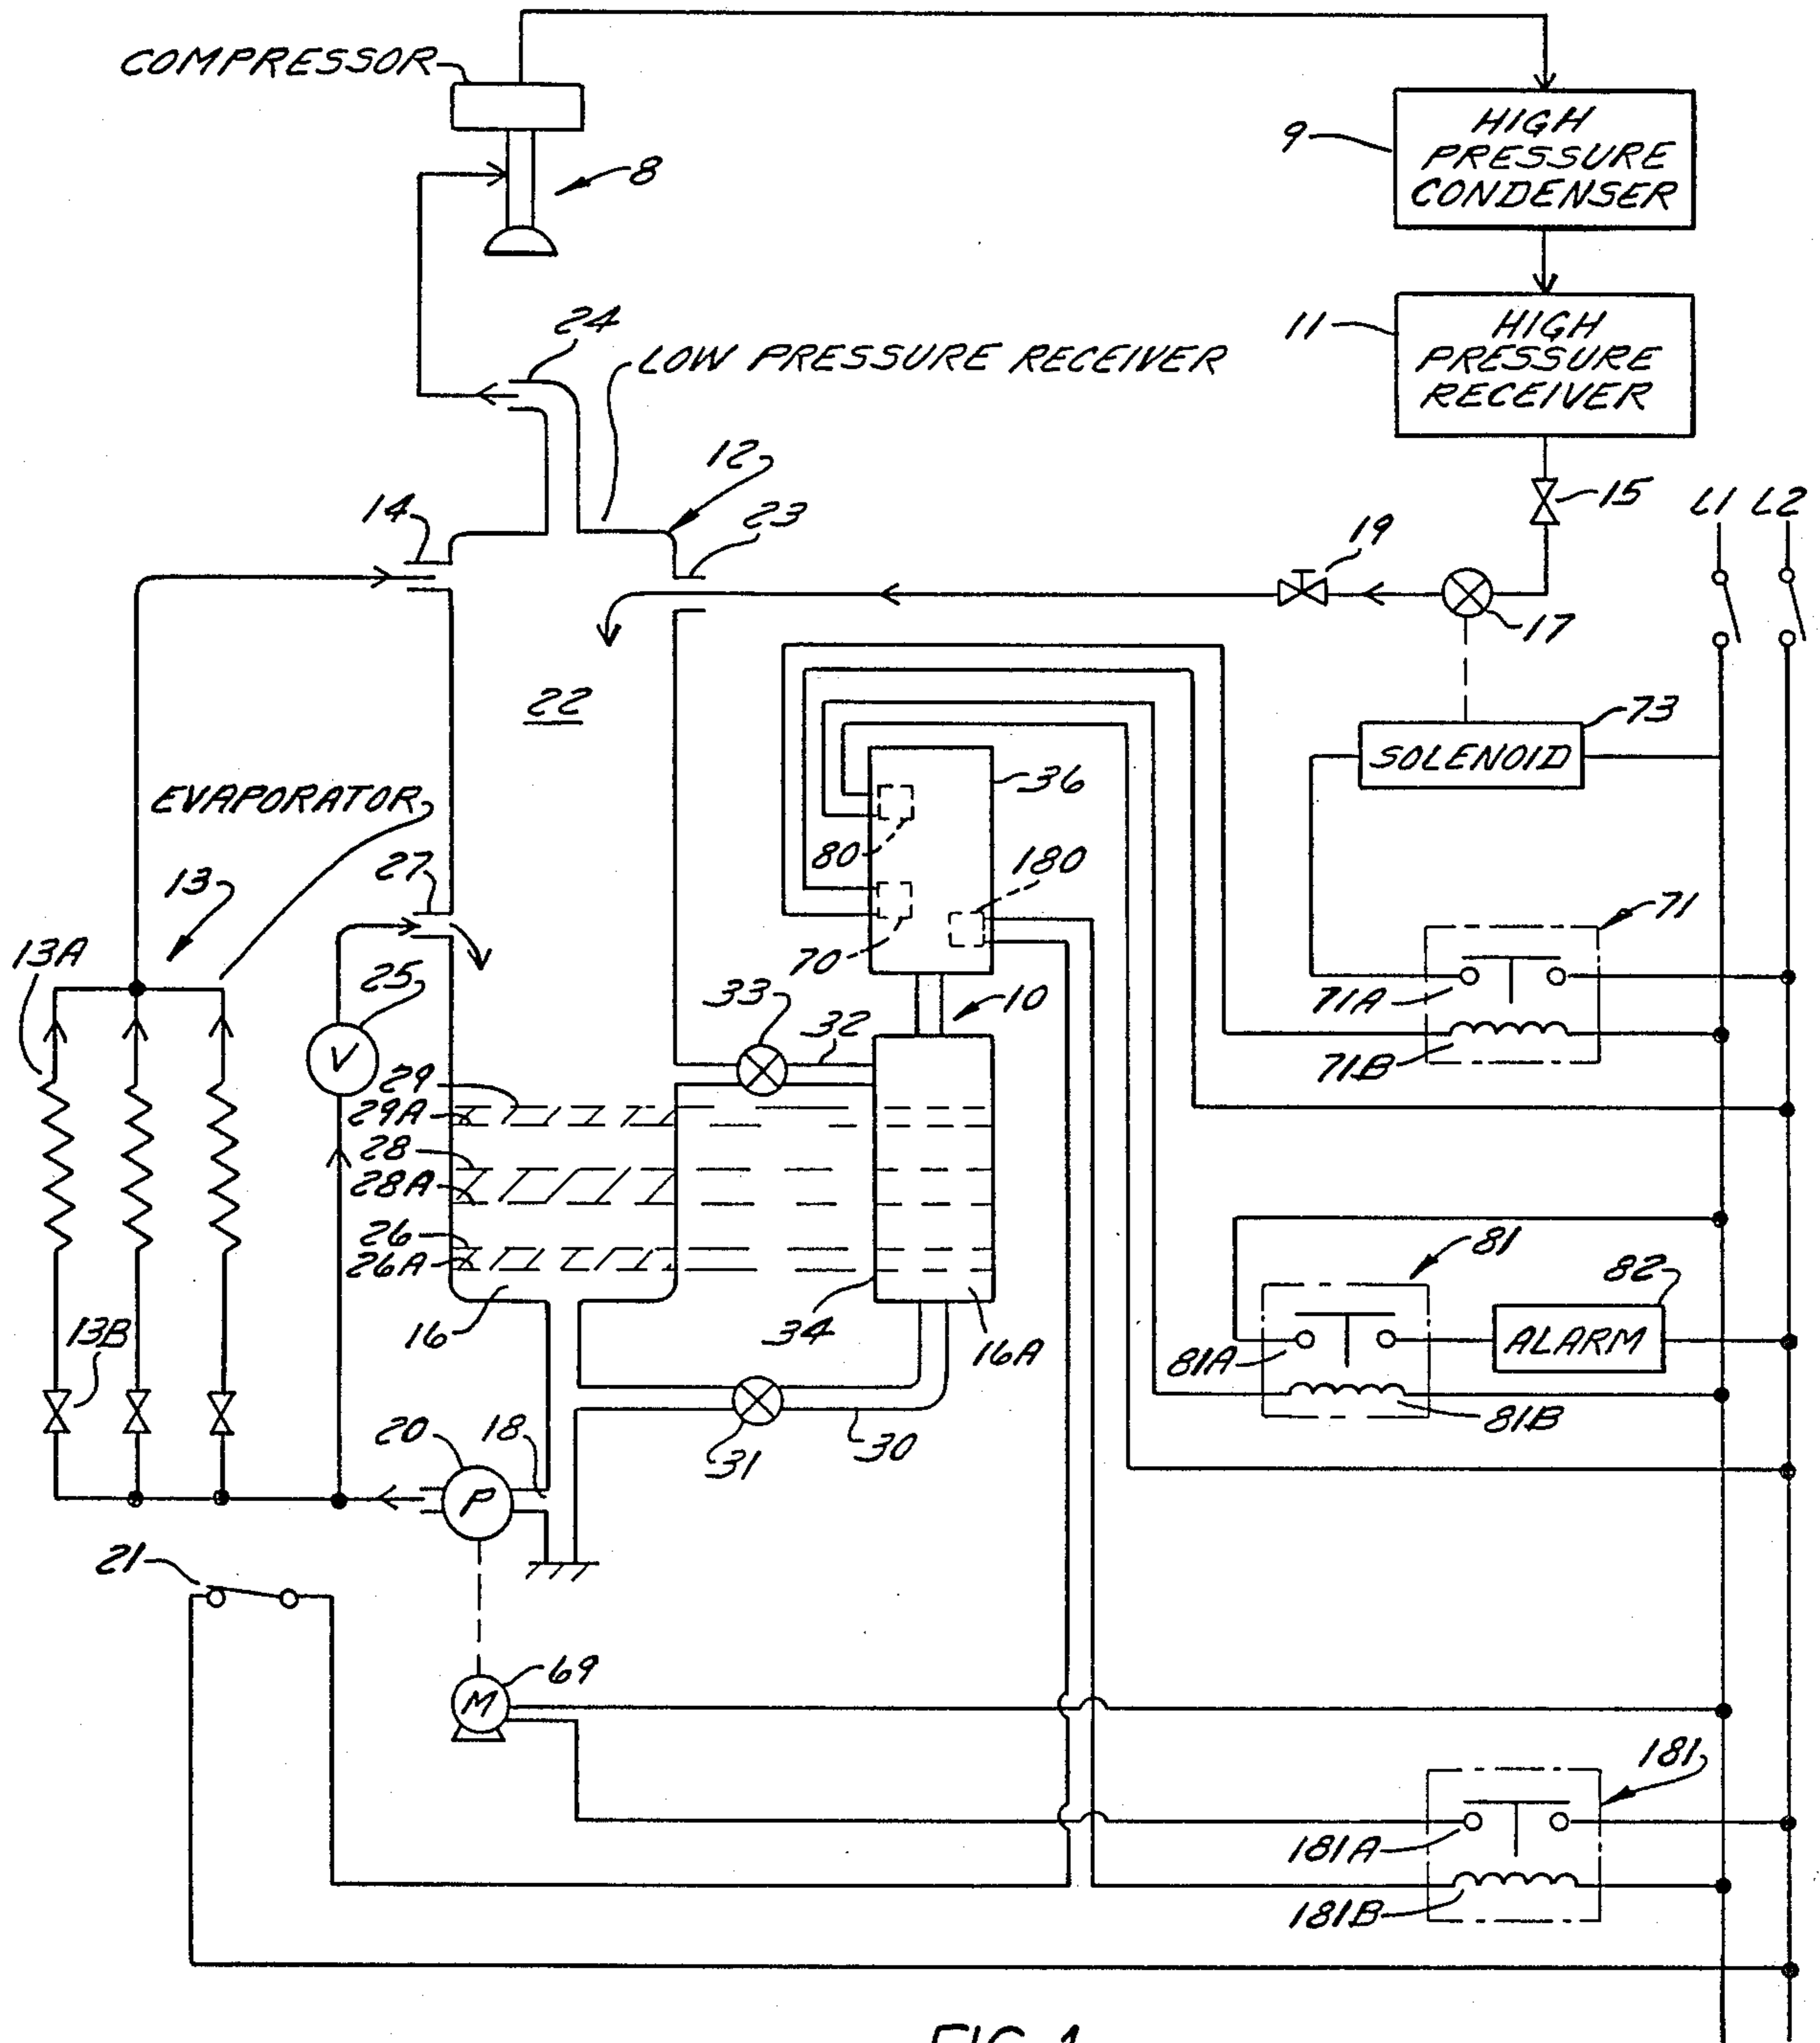 COMPRESSOR
8
HIGH
PRESSURE
CONDENSER
9
HIGH
PRESSURE
RECEIVER
11
24
LOW PRESSURE RECEIVER
12
23
14
15
L1 L2
19
17
22
SOLENOID
73
36
EVAPORATOR
80
180
27
13
13A
70
71
71A
71B
25
V
33
32
10
29
29A
28
28A
26
26A
16
34
16A
13B
81
82
ALARM
81A
81B
20
18
P
31
30
21
69
M
181
181A
181B
FIG. 1